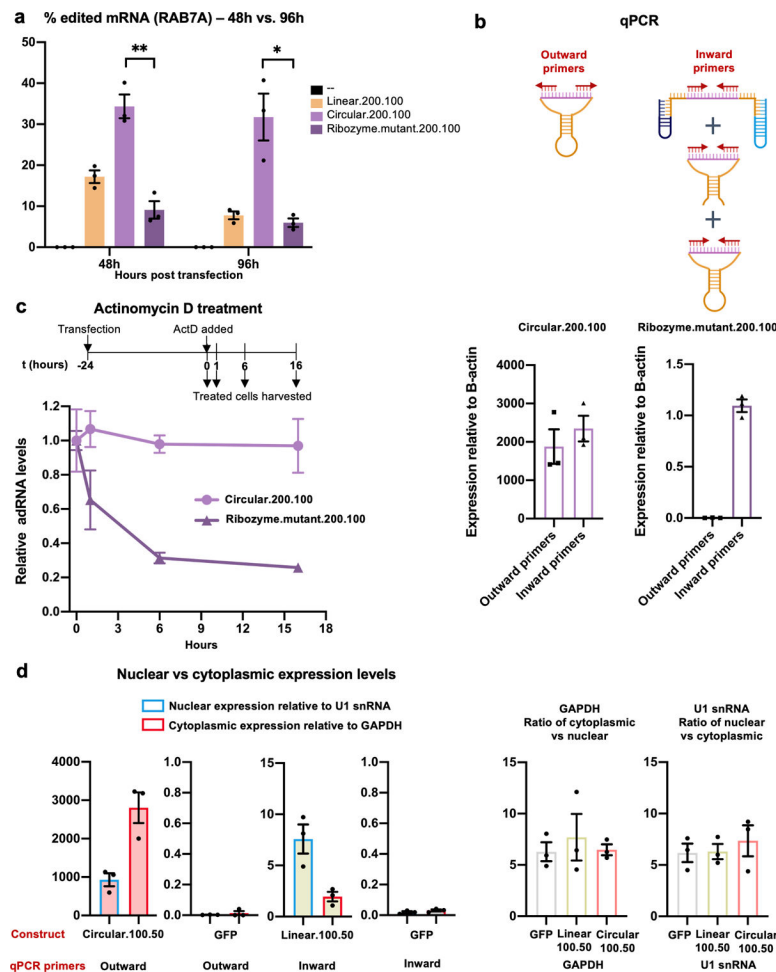 a
% edited mRNA (RAB7A) – 48h vs. 96h
50
40
30
20
10
0
**
*
48h
96h
Hours post transfection
--
Linear.200.100
Circular.200.100
Ribozyme.mutant.200.100
b
qPCR
Outward
primers
Inward
primers
+
+
Circular.200.100
Expression relative to B-actin
4000
3000
2000
1000
0
Outward primers
Inward primers
Ribozyme.mutant.200.100
Expression relative to B-actin
1.5
1.0
0.5
0.0
Outward primers
Inward primers
c
Actinomycin D treatment
Transfection
ActD added
t (hours)
-24
0
1
6
16
Treated cells harvested
Relative adRNA levels
1.2
1.0
0.8
0.6
0.4
0.2
0.0
Circular.200.100
Ribozyme.mutant.200.100
0
3
6
9
12
15
18
Hours
d
Nuclear vs cytoplasmic expression levels
Nuclear expression relative to U1 snRNA
Cytoplasmic expression relative to GAPDH
4000
3000
2000
1000
0
1.0
0.8
0.6
0.4
0.2
0.0
15
10
5
0
1.0
0.8
0.6
0.4
0.2
0.0
Construct
Circular.100.50
GFP
Linear.100.50
GFP
qPCR primers
Outward
Outward
Inward
Inward
GAPDH
Ratio of cytoplasmic
vs nuclear
15
10
5
0
GFP
Linear
100.50
Circular
100.50
GAPDH
U1 snRNA
Ratio of nuclear
vs cytoplasmic
15
10
5
0
GFP
Linear
100.50
Circular
100.50
U1 snRNA